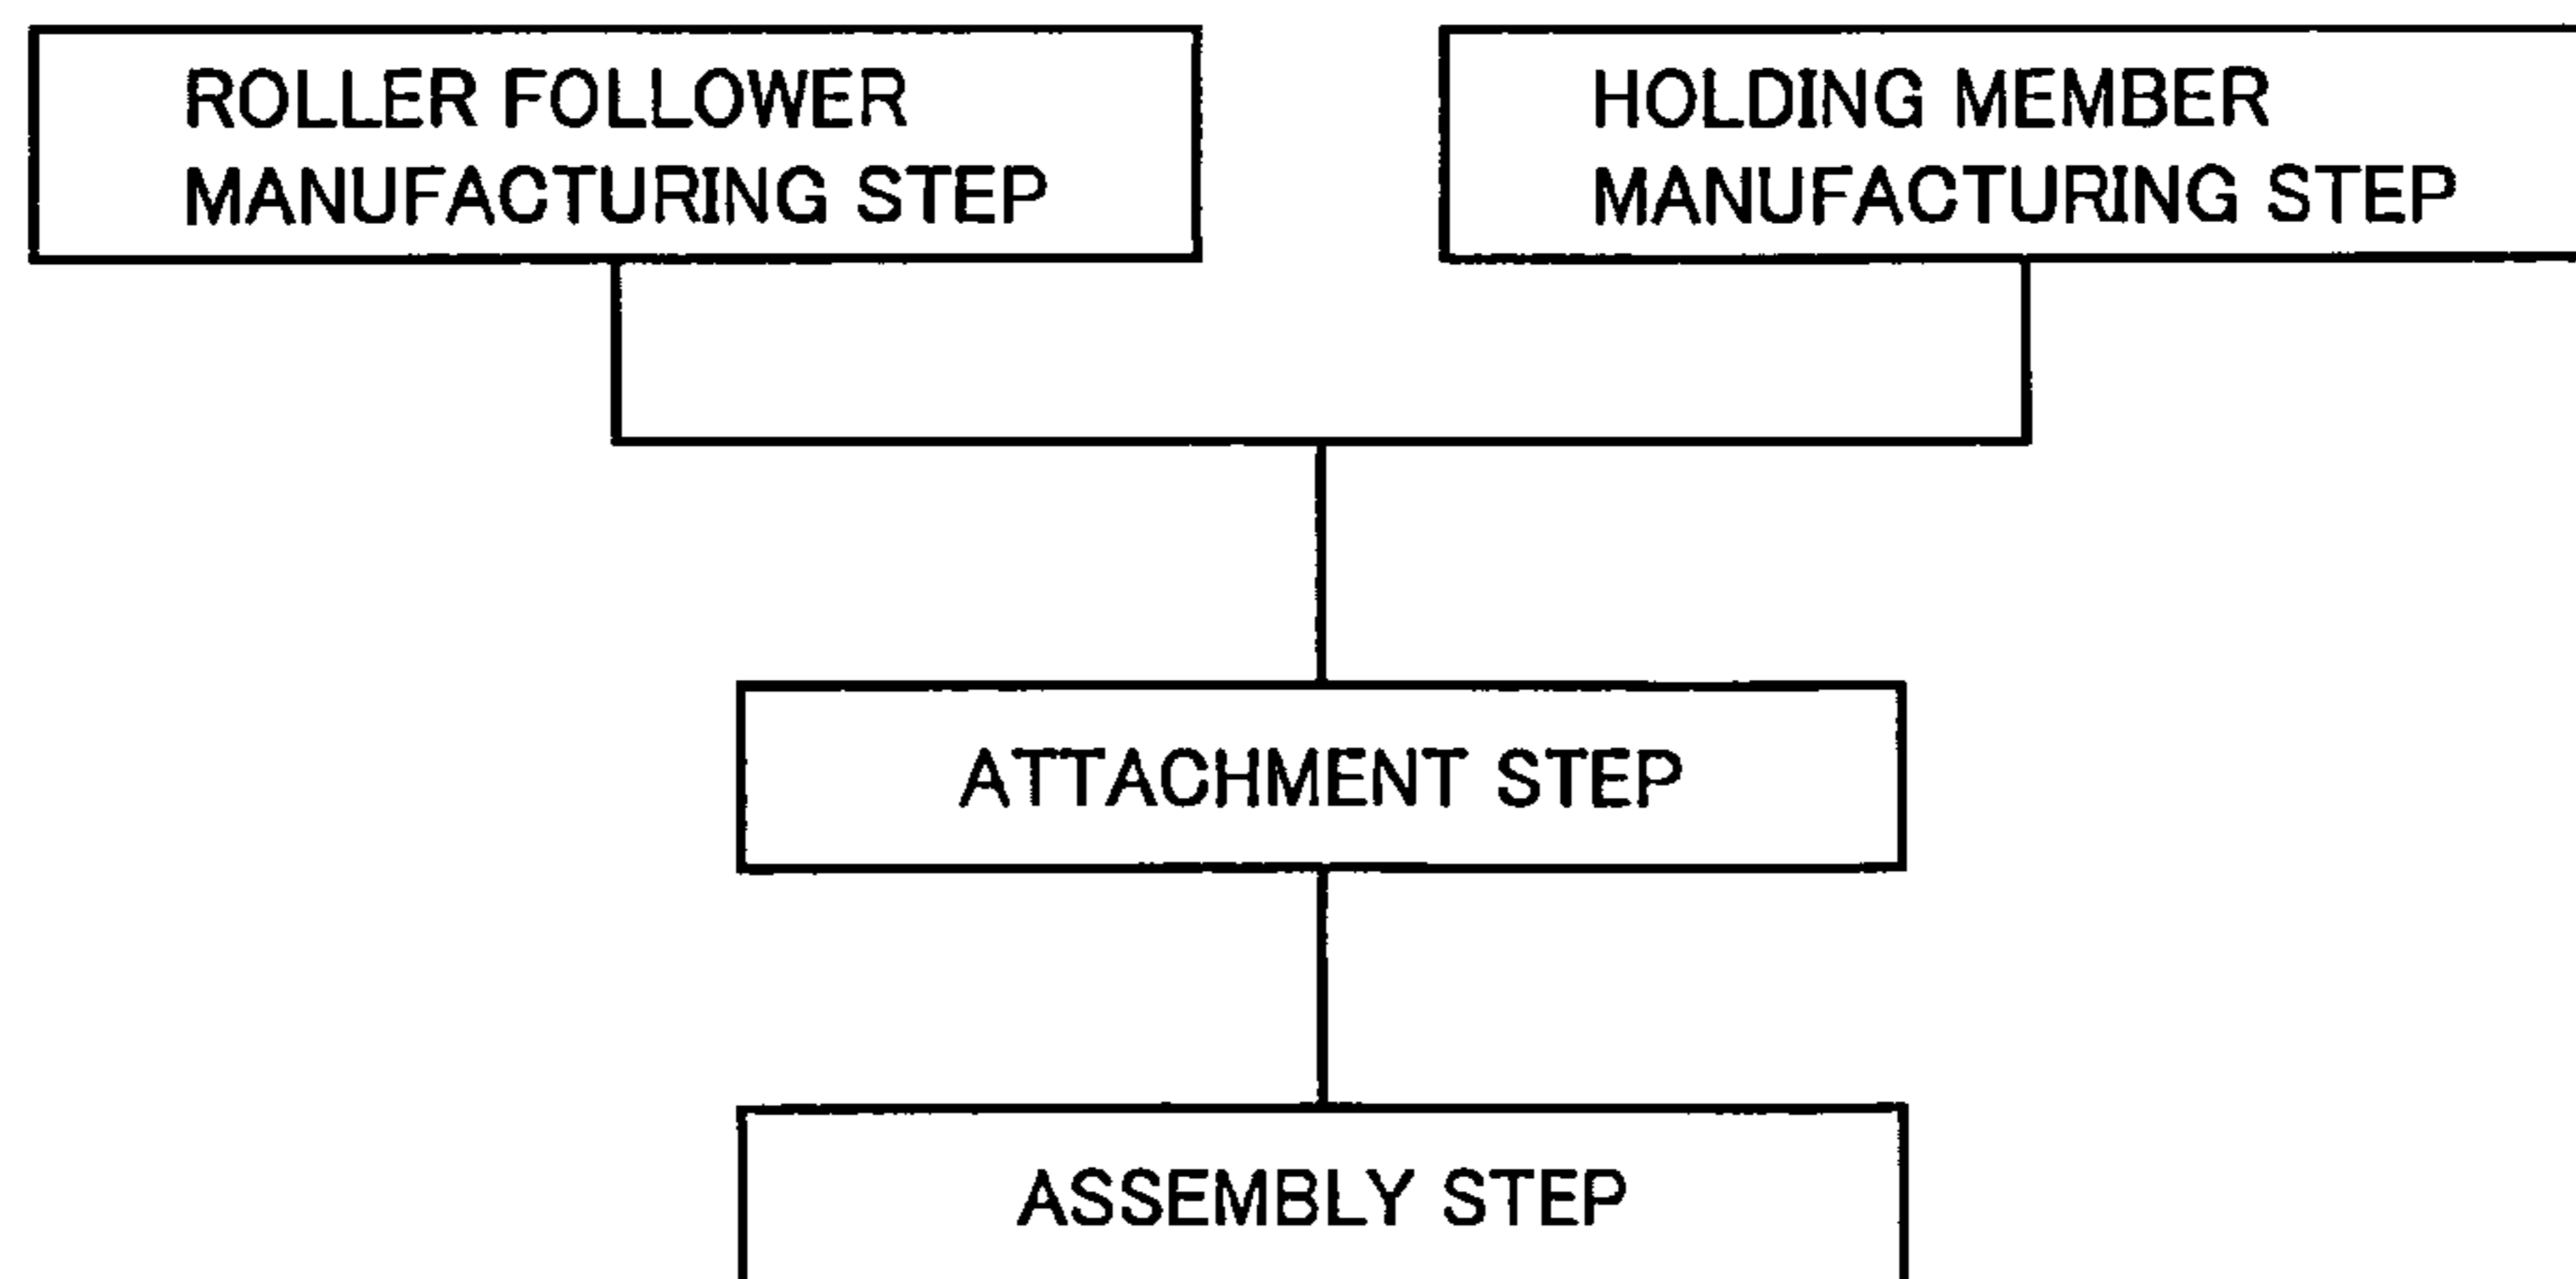 ROLLER FOLLOWER
MANUFACTURING STEP
HOLDING MEMBER
MANUFACTURING STEP
ATTACHMENT STEP
ASSEMBLY STEP